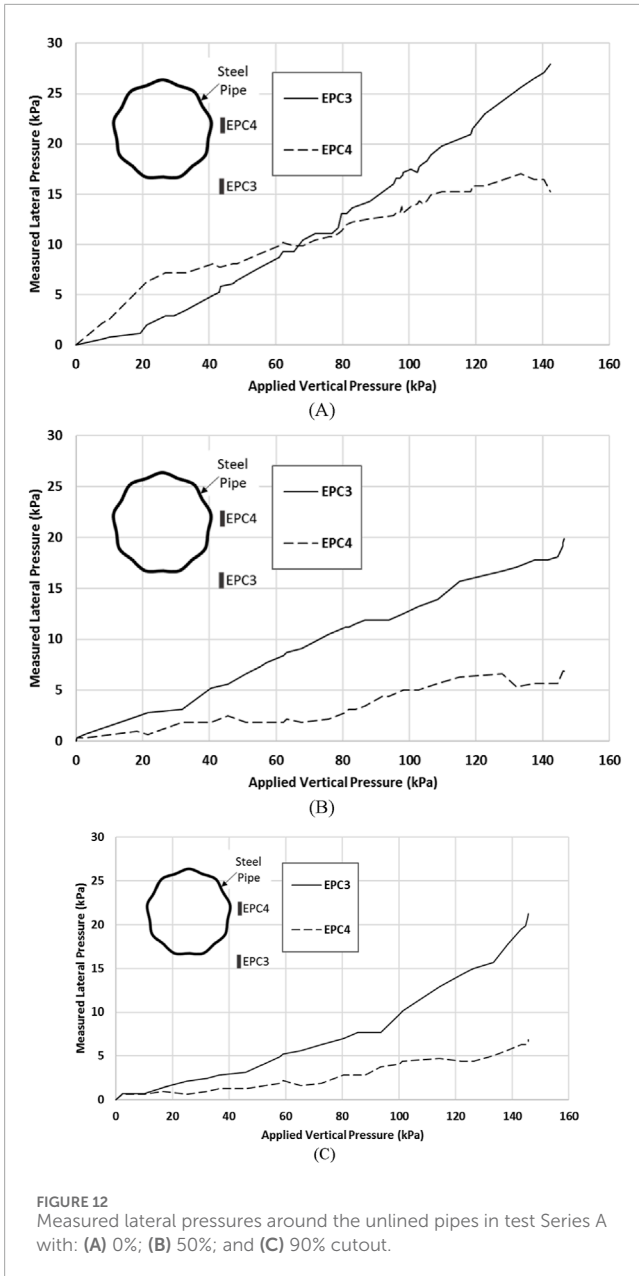 30
25
20
15
10
5
0
Measured Lateral Pressure (kPa)
Steel
Pipe
EPC4
EPC3
EPC3
EPC4
0 20 40 60 80 100 120 140 160
Applied Vertical Pressure (kPa)
(A)
30
25
20
15
10
5
0
Measured Lateral Pressure (kPa)
Steel
Pipe
EPC4
EPC3
EPC3
EPC4
0 20 40 60 80 100 120 140 160
Applied Vertical Pressure (kPa)
(B)
30
25
20
15
10
5
0
Measured Lateral Pressure (kPa)
Steel
Pipe
EPC4
EPC3
EPC3
EPC4
0 20 40 60 80 100 120 140 160
Applied Vertical Pressure (kPa)
(C)
FIGURE 12
Measured lateral pressures around the unlined pipes in test Series A
with: (A) 0%; (B) 50%; and (C) 90% cutout.